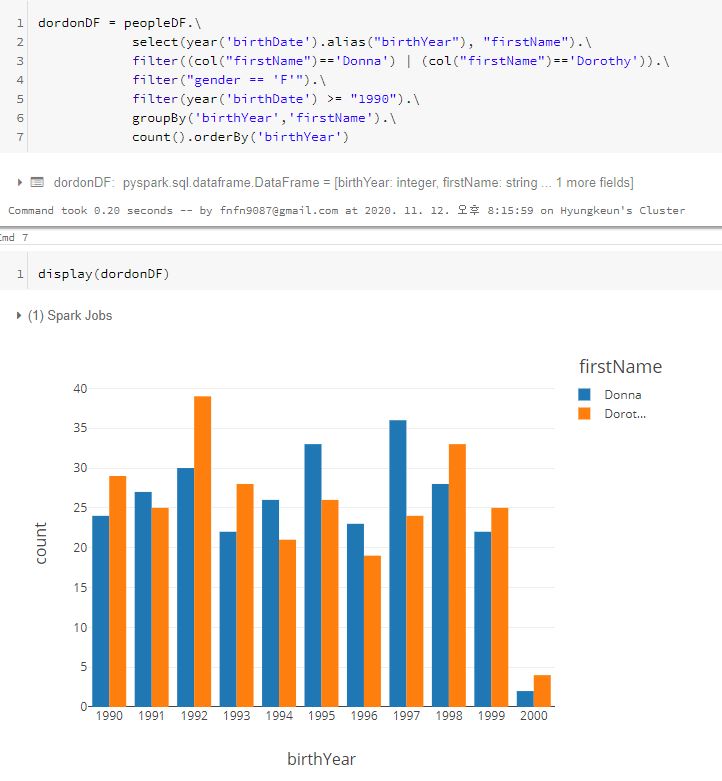 1 dordonDF = peopleDF.\
2 select(year('birthDate').alias("birthYear"), "firstName").\
3 filter((col("firstName")=='Donna') | (col("firstName")=='Dorothy')).\
4 filter("gender == 'F'").\
5 filter(year('birthDate') >= "1990").\
6 groupBy('birthYear','firstName').\
7 count().orderBy('birthYear')
dordonDF: pyspark.sql.dataframe.DataFrame = [birthYear: integer, firstName: string ... 1 more fields]
Command took 0.20 seconds -- by fnfn9087@gmail.com at 2020. 11. 12. 오후 8:15:59 on Hyungkeun's Cluster
Cmd 7
1 display(dordonDF)
(1) Spark Jobs
firstName
Donna
Dorot...
40
35
30
25
20
15
10
5
0
count
1990 1991 1992 1993 1994 1995 1996 1997 1998 1999 2000
birthYear